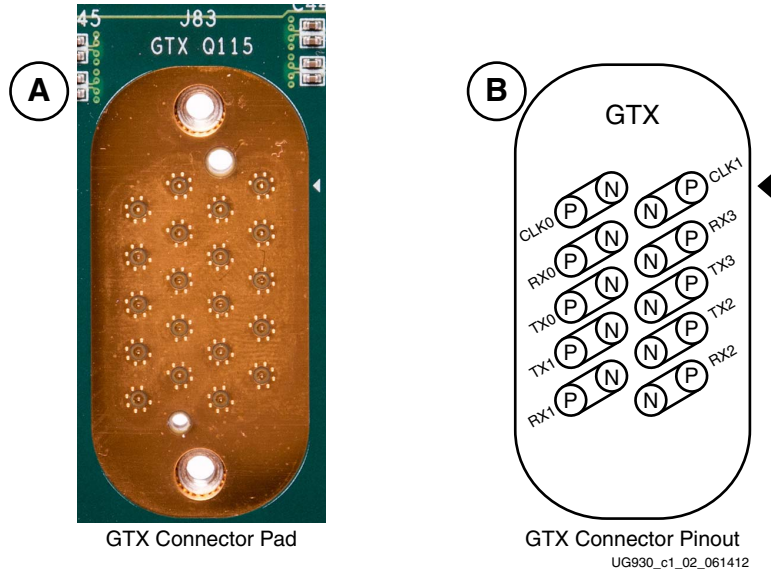 45 J83 C44
GTX Q115
A
B
GTX
N P CLK1
CLK0 P N
N P RX3
RX0 P N
N P TX3
TX0 P N
N P TX2
TX1 P N
N P RX2
RX1 P N
GTX Connector Pad
GTX Connector Pinout
UG930_c1_02_061412